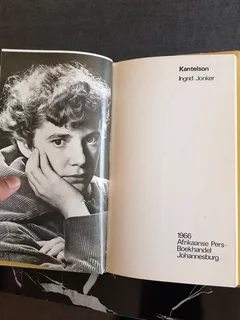 Kantelson
Ingrid Jonker
1966
Afrikaanse Pers-
Boekhandel
Johannesburg